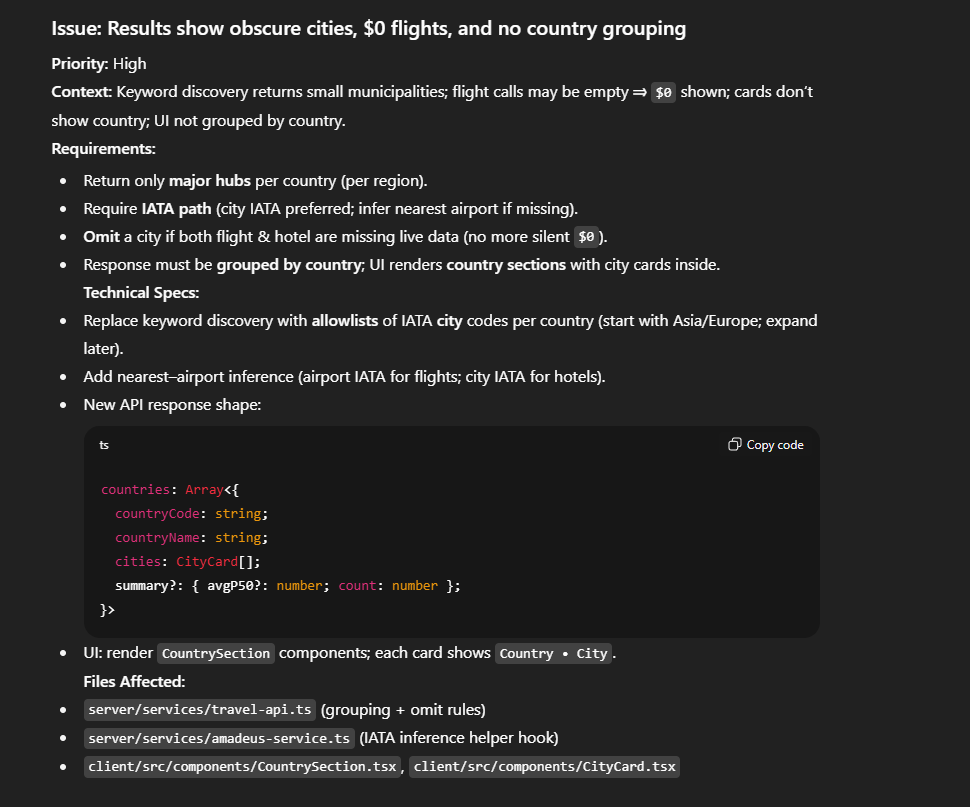 Issue: Results show obscure cities, $0 flights, and no country grouping
Priority: High
Context: Keyword discovery returns small municipalities; flight calls may be empty ⇒ $0 shown; cards don’t
show country; UI not grouped by country.
Requirements:
• Return only major hubs per country (per region).
• Require IATA path (city IATA preferred; infer nearest airport if missing).
• Omit a city if both flight & hotel are missing live data (no more silent $0).
• Response must be grouped by country; UI renders country sections with city cards inside.
Technical Specs:
• Replace keyword discovery with allowlists of IATA city codes per country (start with Asia/Europe; expand
later).
• Add nearest–airport inference (airport IATA for flights; city IATA for hotels).
• New API response shape:
ts
Copy code
countries: Array<{
  countryCode: string;
  countryName: string;
  cities: CityCard[];
  summary?: { avgP50?: number; count: number };
}>
• UI: render CountrySection components; each card shows Country • City.
Files Affected:
• server/services/travel-api.ts (grouping + omit rules)
• server/services/amadeus-service.ts (IATA inference helper hook)
• client/src/components/CountrySection.tsx, client/src/components/CityCard.tsx